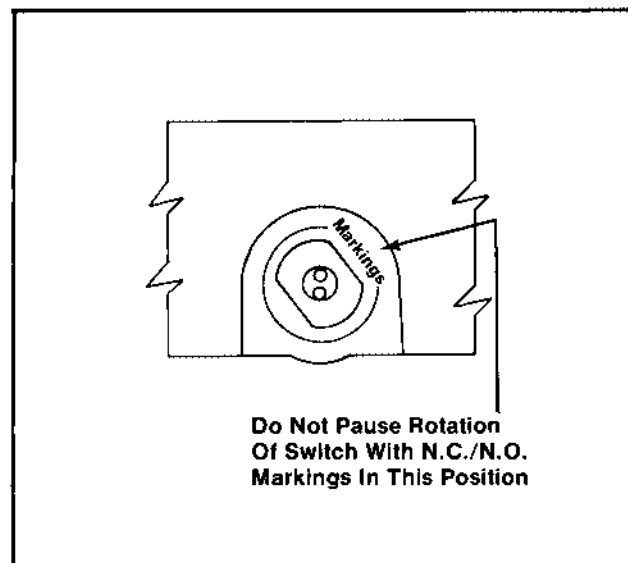 Markings
Do Not Pause Rotation
Of Switch With N.C./N.O.
Markings In This Position